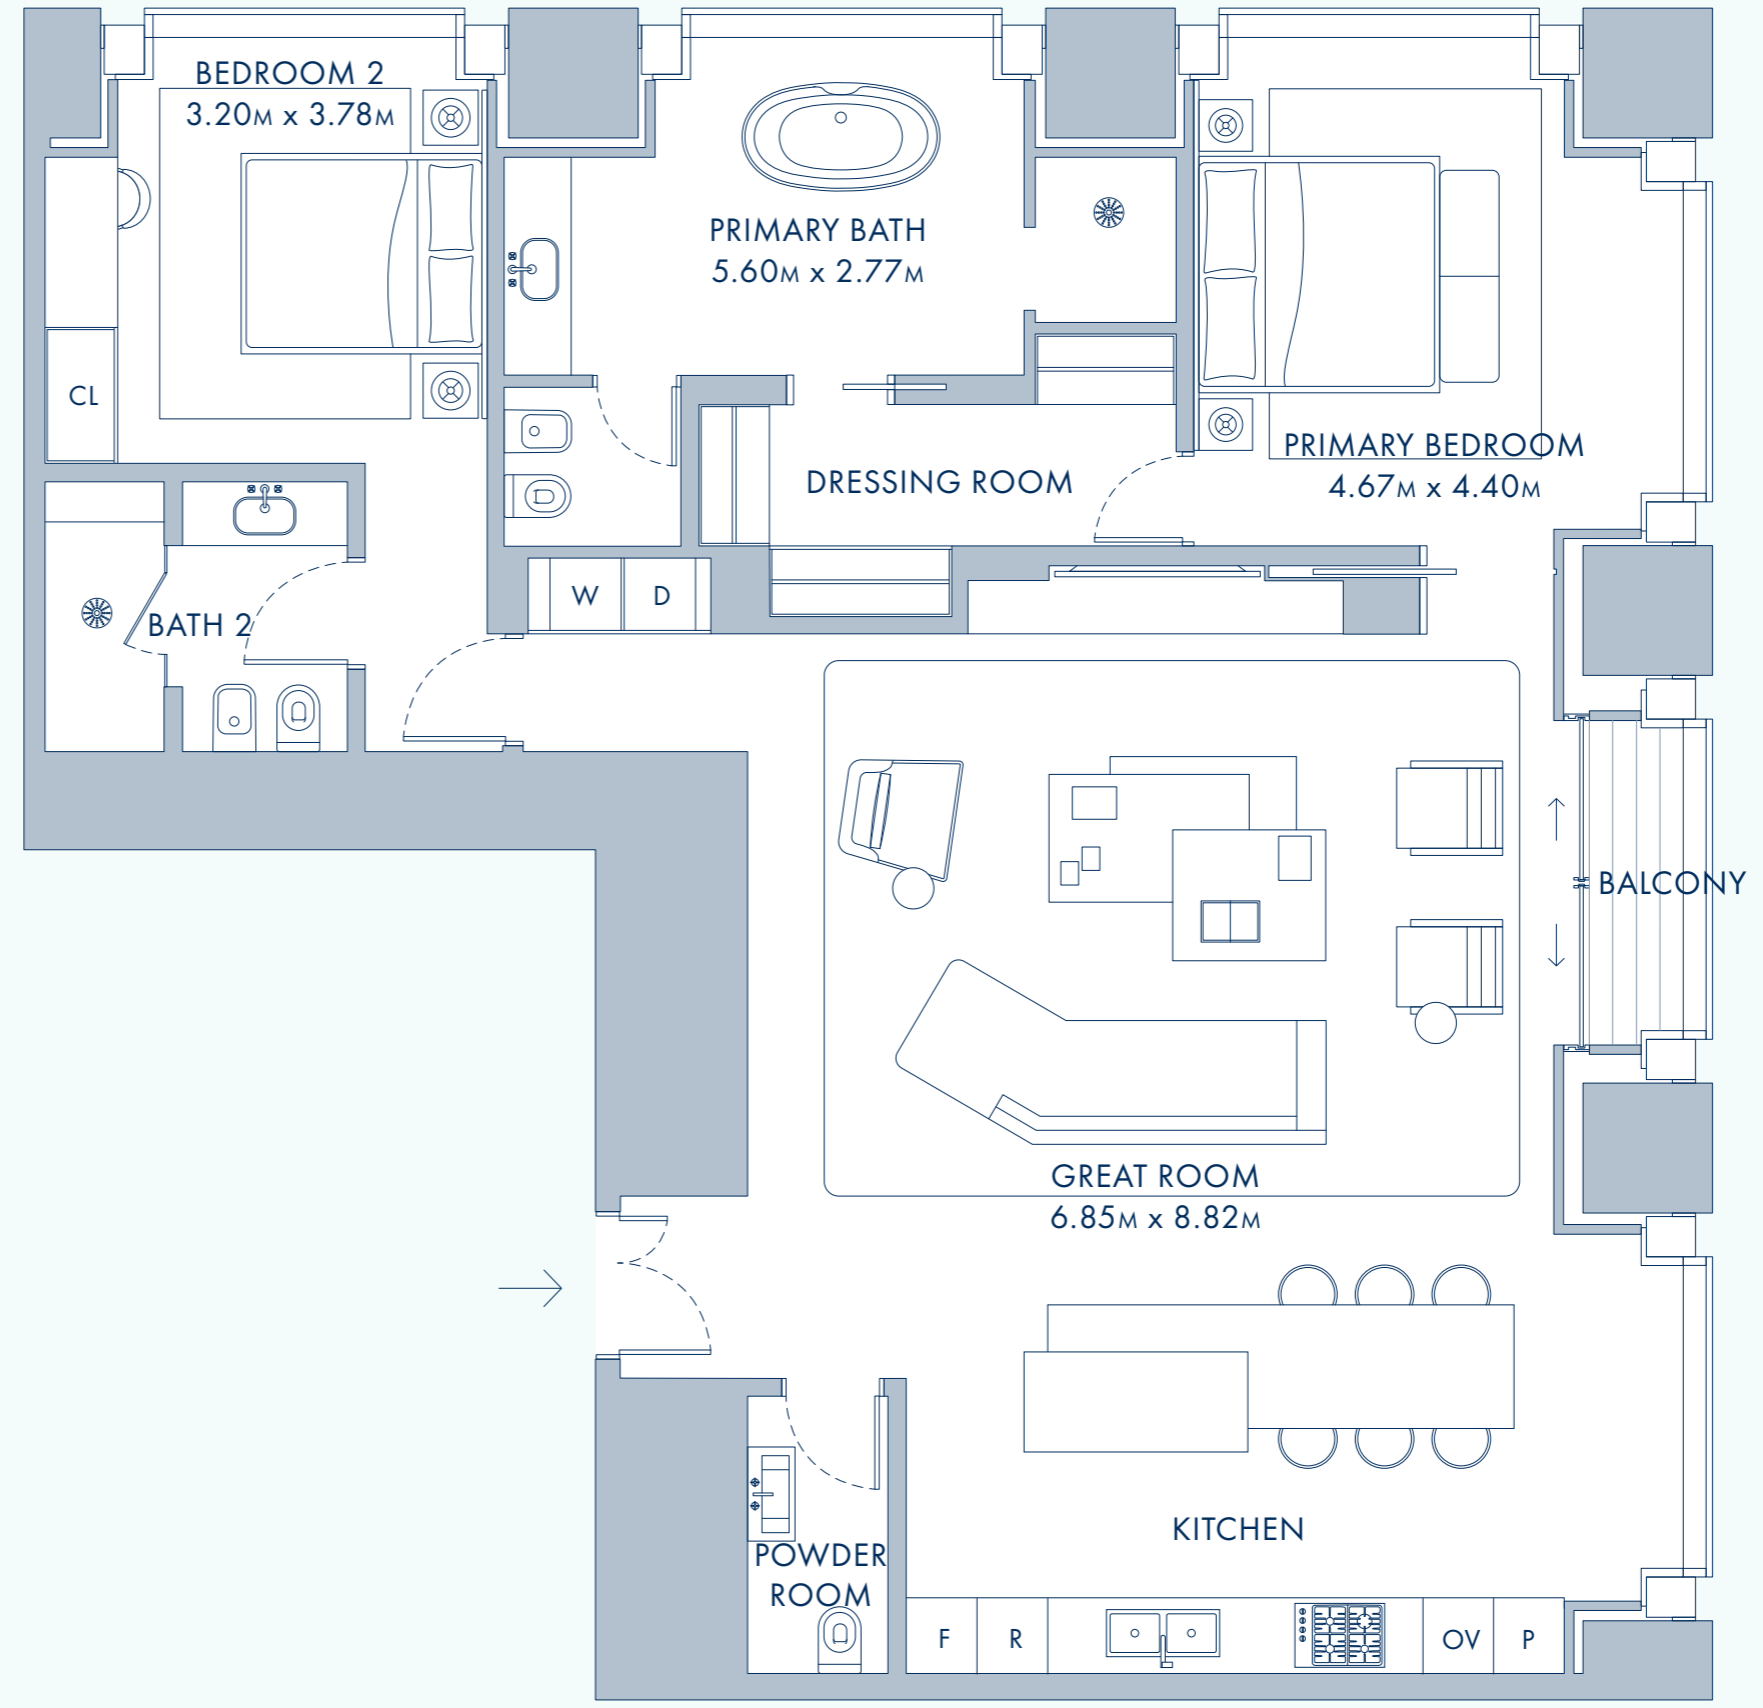 BEDROOM 2
3.20M x 3.78M
PRIMARY BATH
5.60M x 2.77M
CL
PRIMARY BEDROOM
4.67M x 4.40M
DRESSING ROOM
W D
BATH 2
BALCONY
GREAT ROOM
6.85M x 8.82M
KITCHEN
POWDER
ROOM
F R OV P